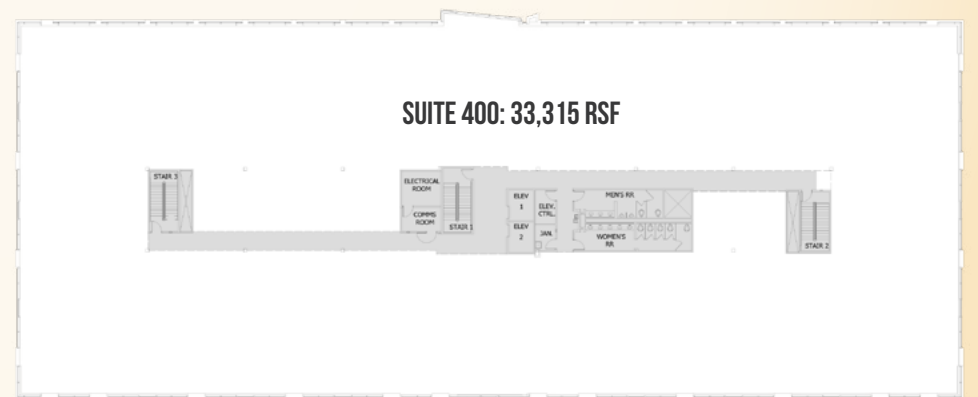 SUITE 400: 33,315 RSF
STAIR 3
ELECTRICAL
ROOM
COMMS
ROOM
STAIR 1
ELEV
1
ELEV
2
ELEV.
CTRL.
JAN.
MEN'S RR
WOMEN'S
RR
STAIR 2